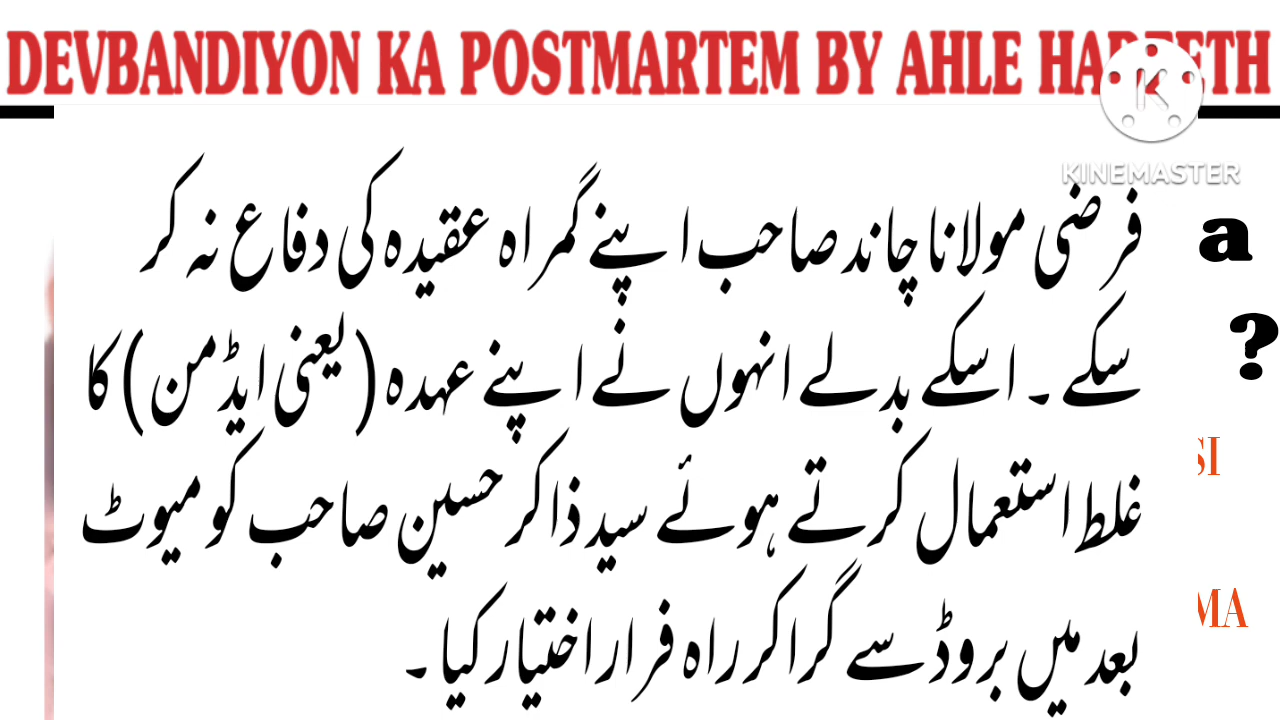 DEVBANDIYON KA POSTMARTEM BY AHLE HADEETH
KINEMASTER
فرضی مولانا چاند صاحب اپنے گمراہ عقیدہ کی دفاع نہ کر
سکے ۔ اسکے بدلے انہوں نے اپنے عہدہ (یعنی ایڈمن) کا
غلط استعمال کرتے ہوئے سید ذاکر حسین صاحب کو میوٹ
بعد میں بروڈ سے گرا کر راہ فرار اختیار کیا ۔
a
?
SI
MA